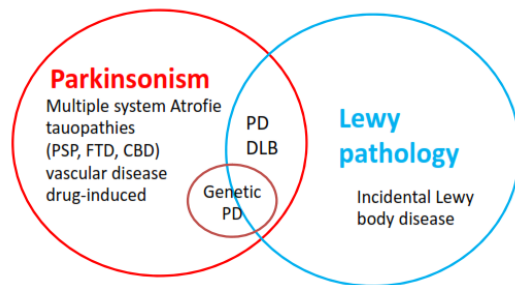 Parkinsonism
Multiple system Atrofie
tauopathies
(PSP, FTD, CBD)
vascular disease
drug-induced
PD
DLB
Genetic
PD
Lewy
pathology
Incidental Lewy
body disease